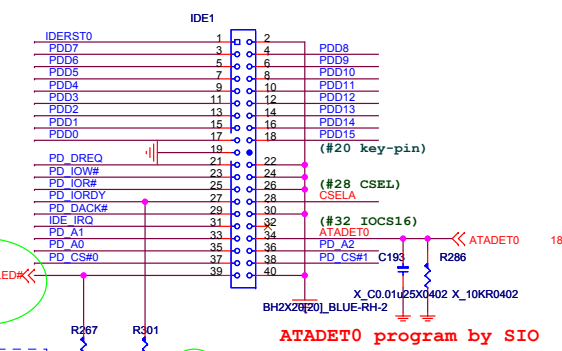 IDE1
IDERST0 1 2
PDD7 3 4 PDD8
PDD6 5 6 PDD9
PDD5 7 8 PDD10
PDD4 9 10 PDD11
PDD3 11 12 PDD12
PDD2 13 14 PDD13
PDD1 15 16 PDD14
PDD0 17 18 PDD15
19 (#20 key-pin)
PD_DREQ 21 22
PD_IOW# 23 24
PD_IOR# 25 26 (#28 CSEL)
PD_IORDY 27 28 CSELA
PD_DACK# 29 30
IDE_IRQ 31 32 (#32 IOCS16)
PD_A1 33 34 ATADET0 ATADET0 18
PD_A0 35 36 PD_A2
PD_CS#0 37 38 PD_CS#1 C193 R286
ED# 39 40
X_C0.01u25X0402 X_10KR0402
BH2X20[20]_BLUE-RH-2
R267 R301
ATADET0 program by SIO